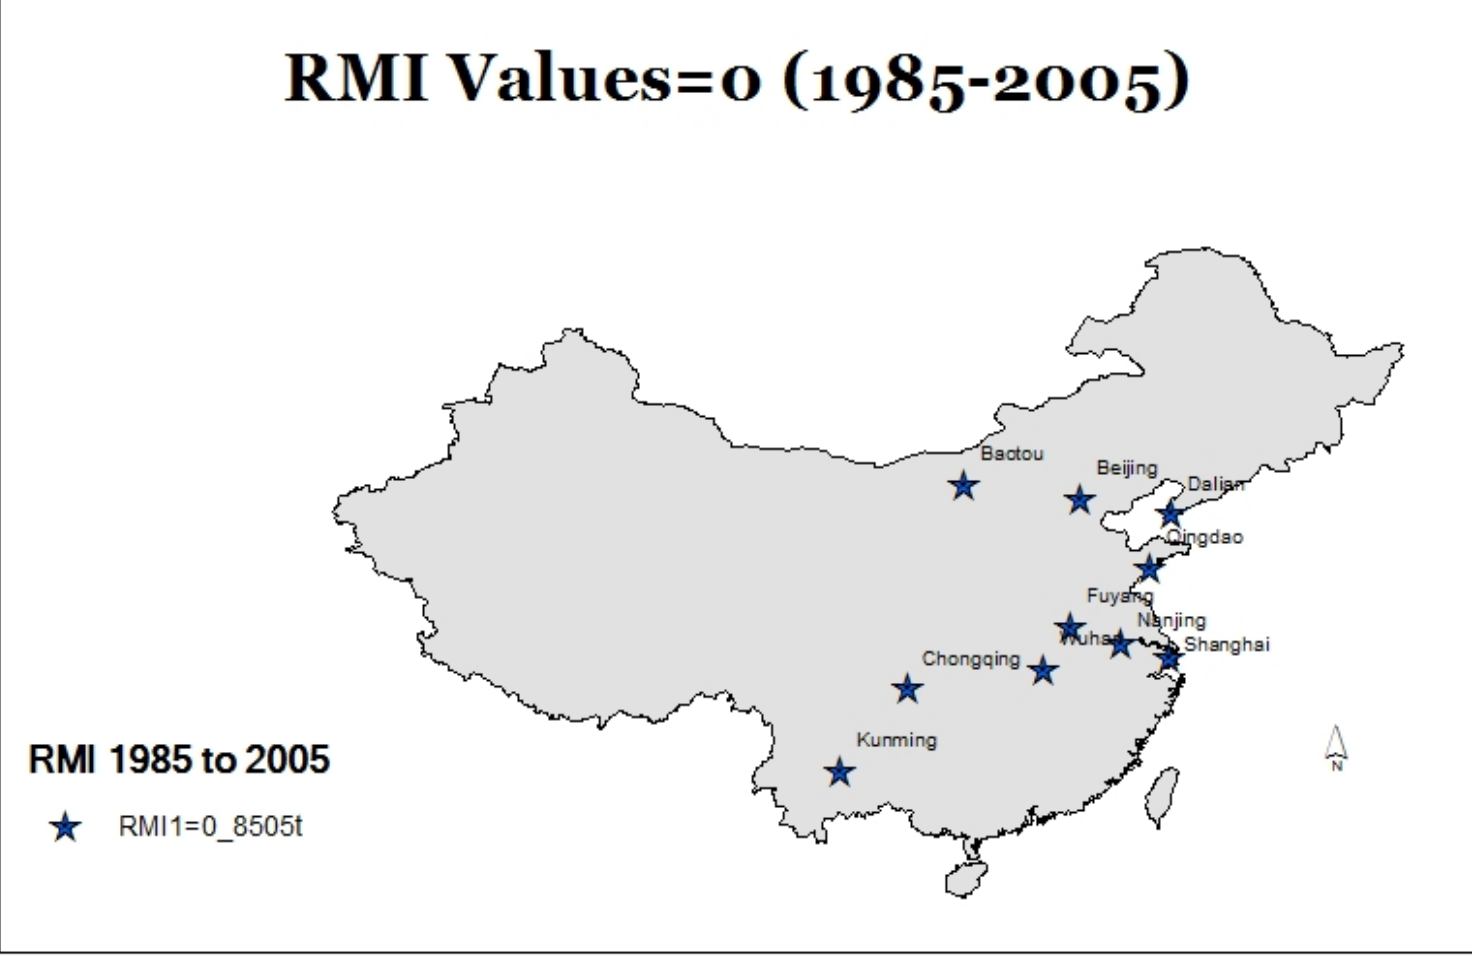 RMI Values=0 (1985-2005)
Baotou
Beijing
Dalian
Qingdao
Fuyang
Nanjing
Wuhan
Shanghai
Chongqing
Kunming
RMI 1985 to 2005
N
RMI1=0_8505t